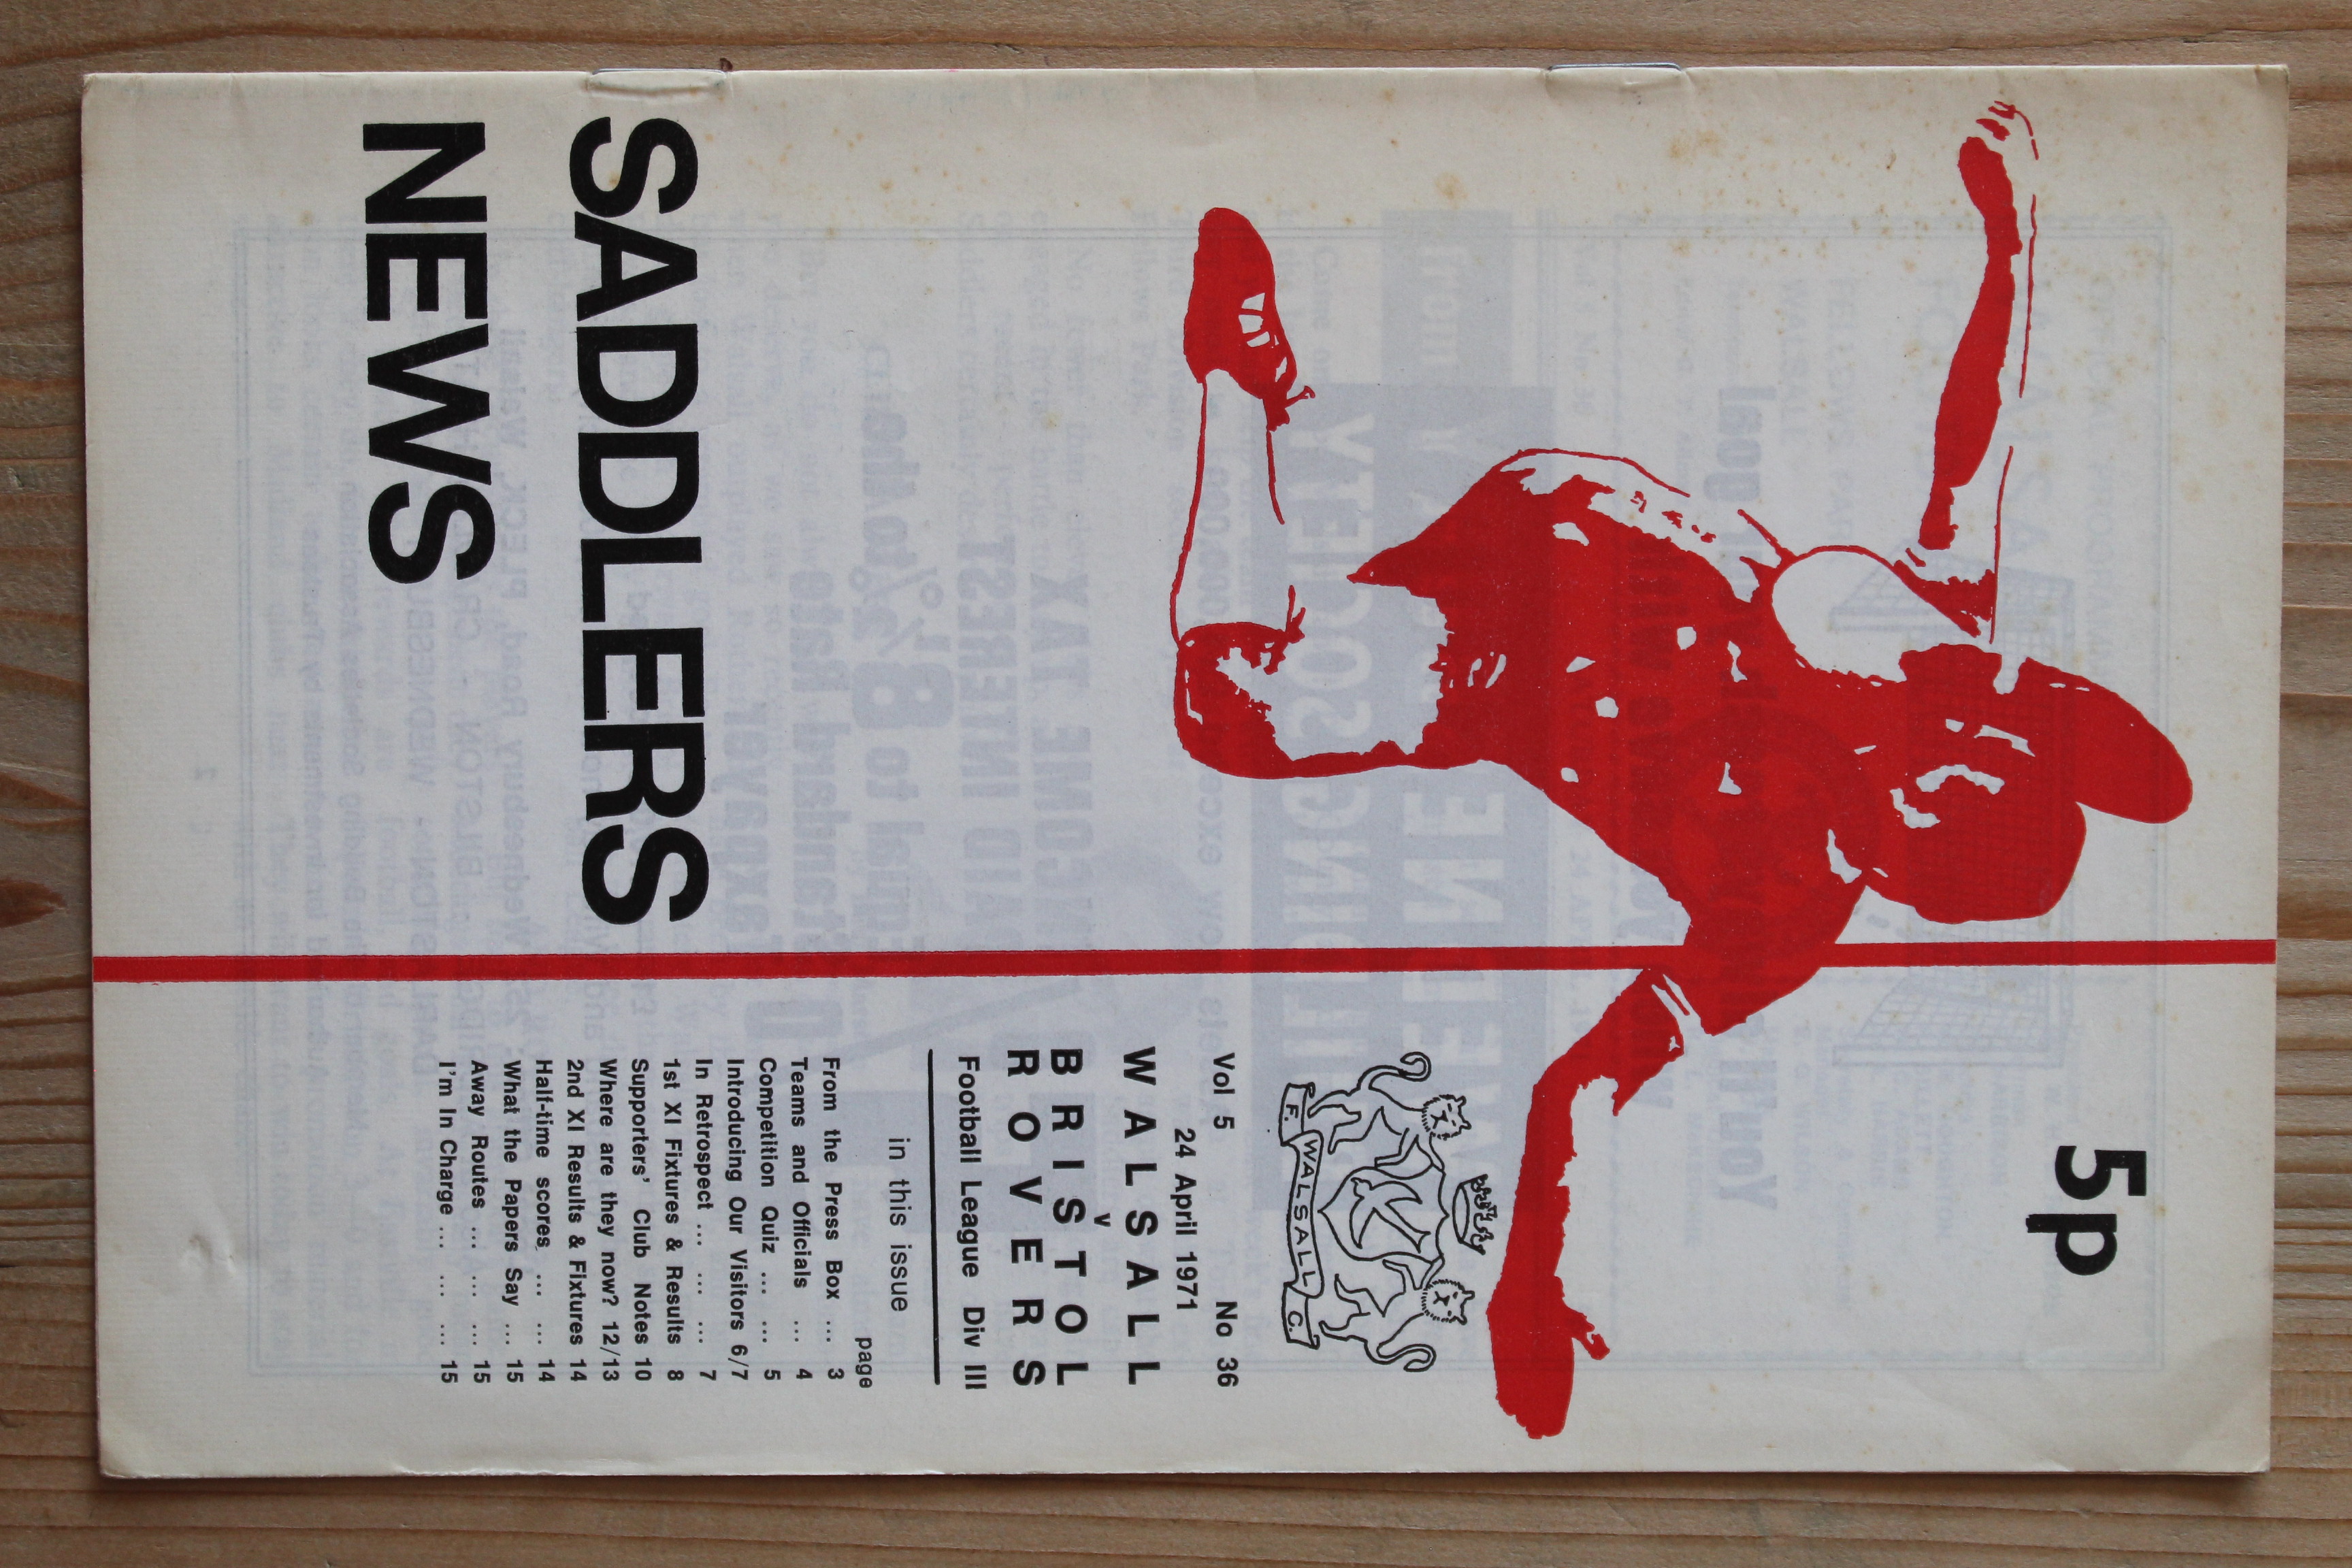 5p
F. WALSALL C.
Vol 5 No 36
24 April 1971
WALSALL
v
BRISTOL
ROVERS
Football League Div III
in this issue
page
From the Press Box ... 3
Teams and Officials ... 4
Competition Quiz ... ... 5
Introducing Our Visitors 6/7
In Retrospect ... ... ... 7
1st XI Fixtures & Results 8
Supporters' Club Notes 10
Where are they now? 12/13
2nd XI Results & Fixtures 14
Half-time scores ... ... 14
What the Papers Say ... 15
Away Routes ... ... ... 15
I'm In Charge ... ... ... 15
SADDLERS
NEWS